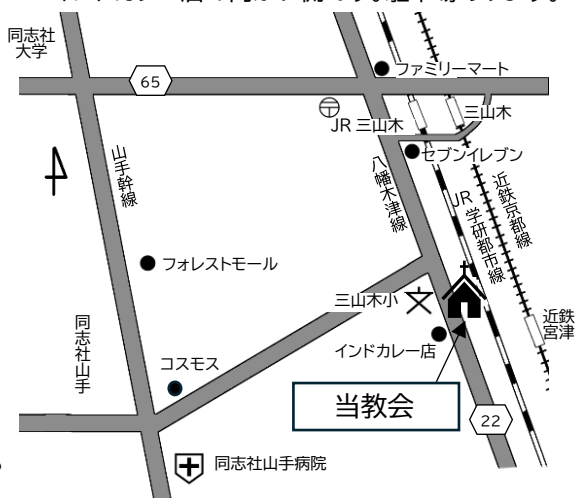 同志社
大学
65
ファミリーマート
三山木
JR 三山木
セブンイレブン
山手幹線
八幡木津線
JR 学研都市線
近鉄京都線
フォレストモール
三山木小
近鉄
宮津
同志社山手
コスモス
インドカレー店
当教会
22
同志社山手病院